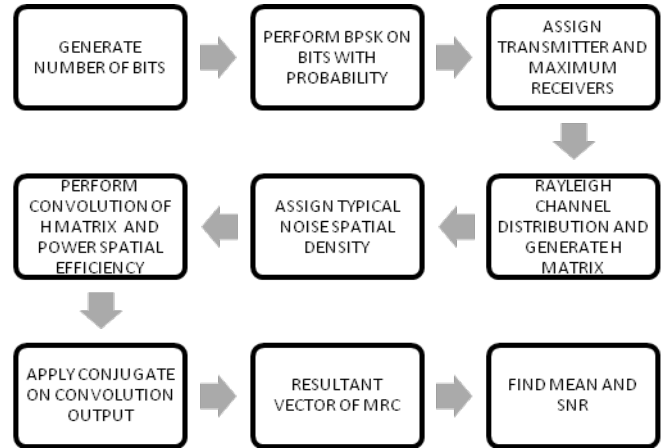 GENERATE
NUMBER OF BITS
PERFORM BPSK ON
BITS WITH
PROBABILITY
ASSIGN
TRANSMITTER AND
MAXIMUM
RECEIVERS
RAYLEIGH
CHANNEL
DISTRIBUTION AND
GENERATE H
MATRIX
ASSIGN TYPICAL
NOISE SPATIAL
DENSITY
PERFORM
CONVOLUTION OF
H MATRIX AND
POWER SPATIAL
EFFICIENCY
APPLY CONJUGATE
ON CONVOLUTION
OUTPUT
RESULTANT
VECTOR OF MRC
FIND MEAN AND
SNR